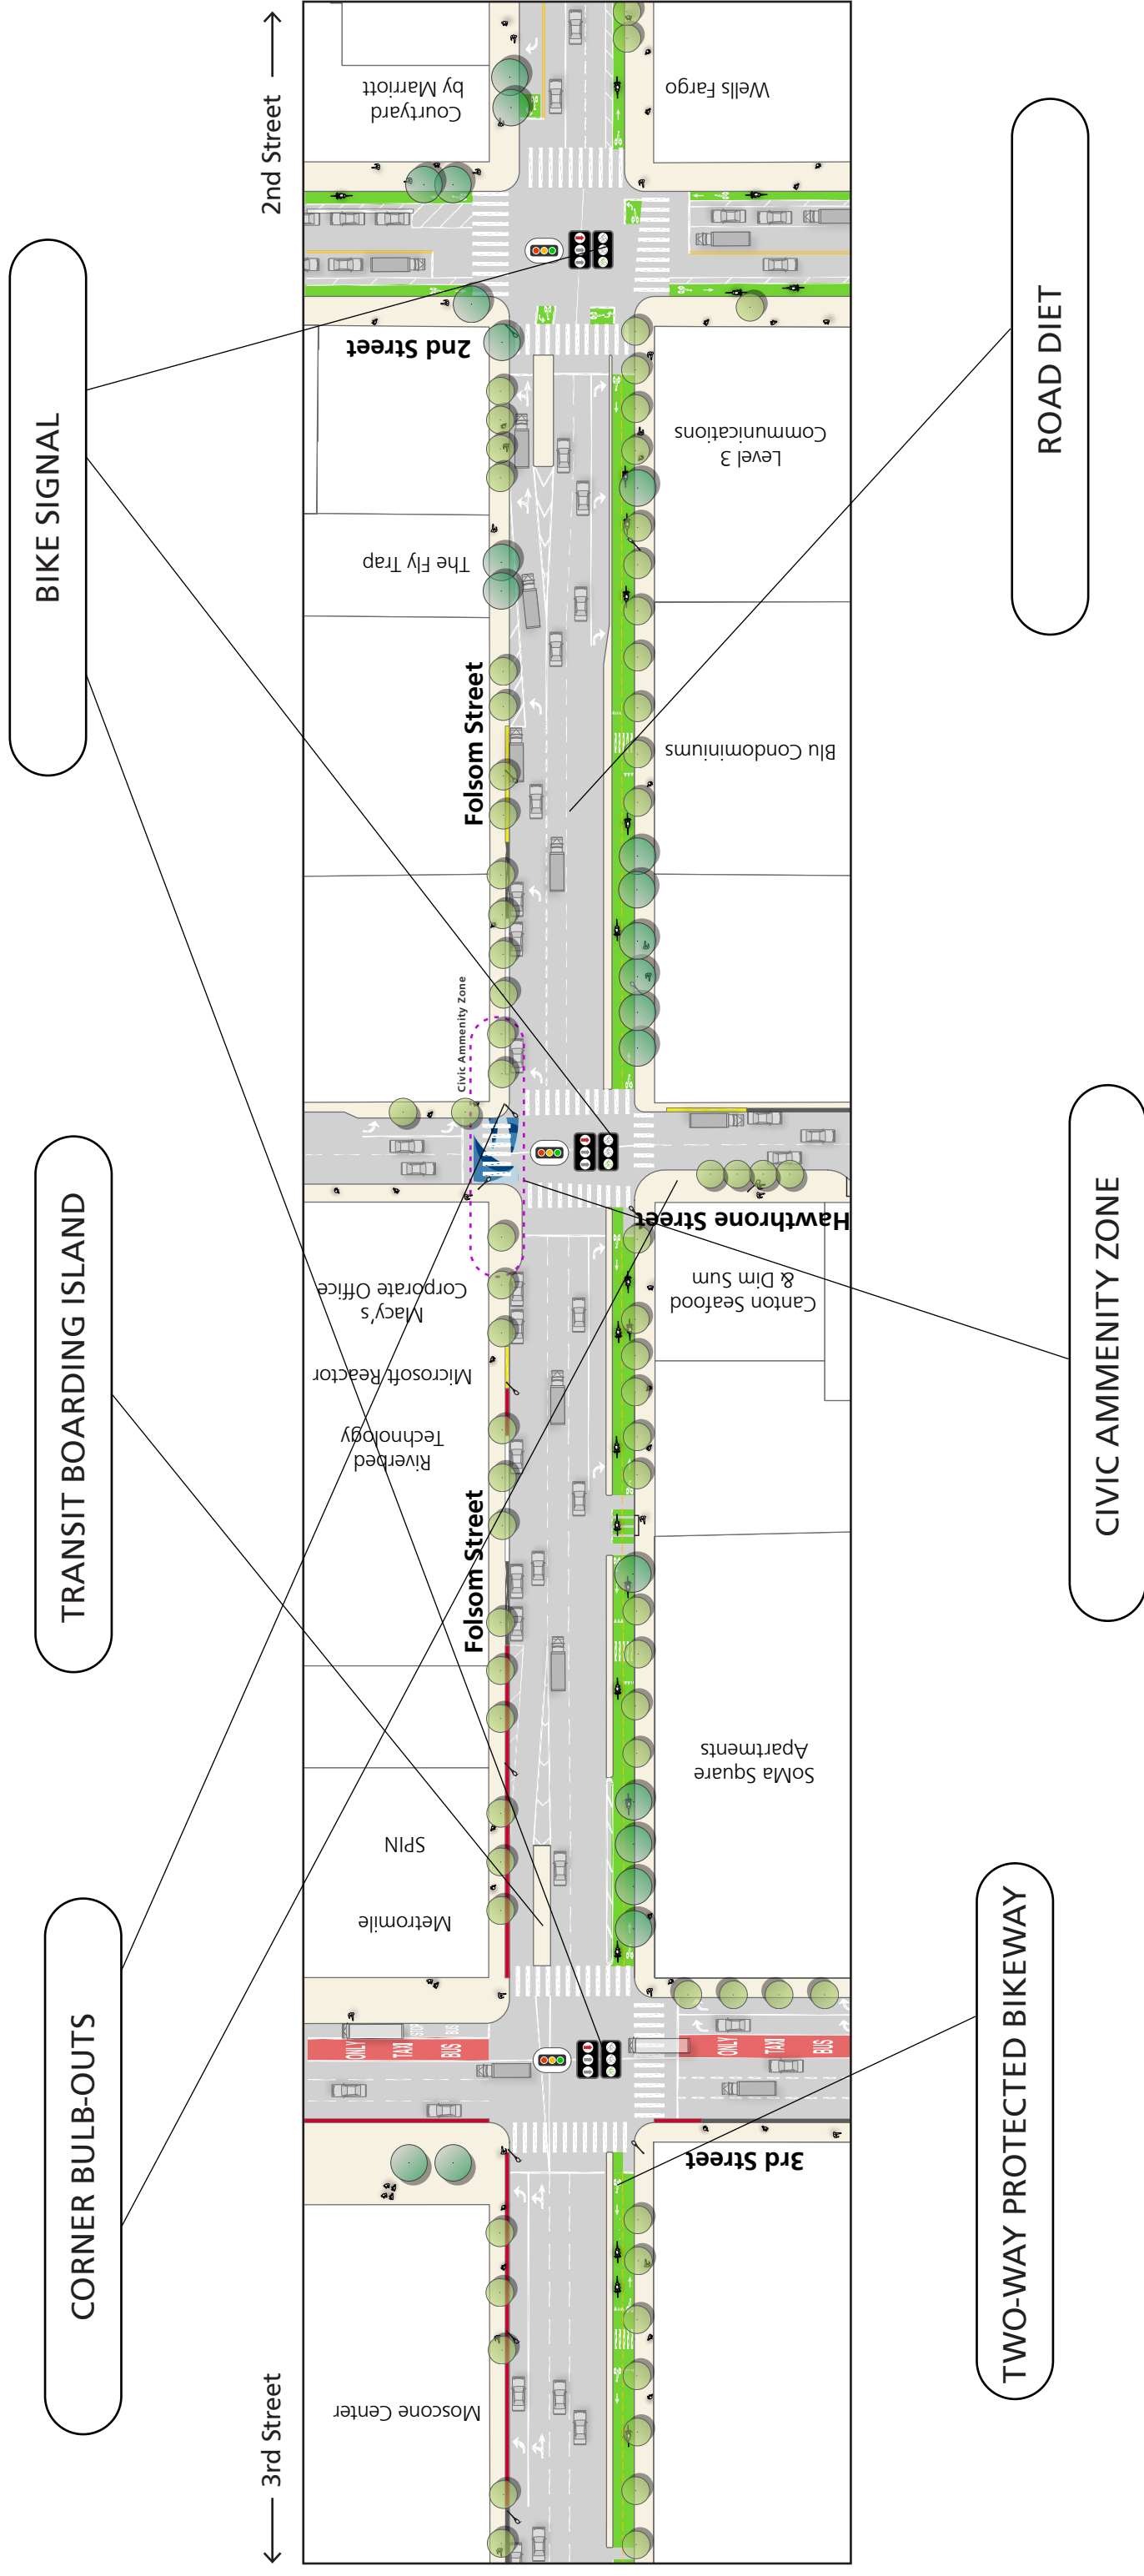 CORNER BULB-OUTS
TRANSIT BOARDING ISLAND
BIKE SIGNAL
3rd Street
2nd Street
Moscone Center
Metromile
SPIN
Riverbed
Technology
Microsoft Reactor
Macy's
Corporate Office
The Fly Trap
Courtyard
by Marriott
Civic Ammenity Zone
Folsom Street
Folsom Street
2nd Street
BUS
TAXI
ONLY
BUS
STOP
BUS
TAXI
ONLY
3rd Street
Hawthrone Street
SoMa Square
Apartments
Canton Seafood
& Dim Sum
Blu Condominiums
Level 3
Communications
Wells Fargo
TWO-WAY PROTECTED BIKEWAY
CIVIC AMMENITY ZONE
ROAD DIET